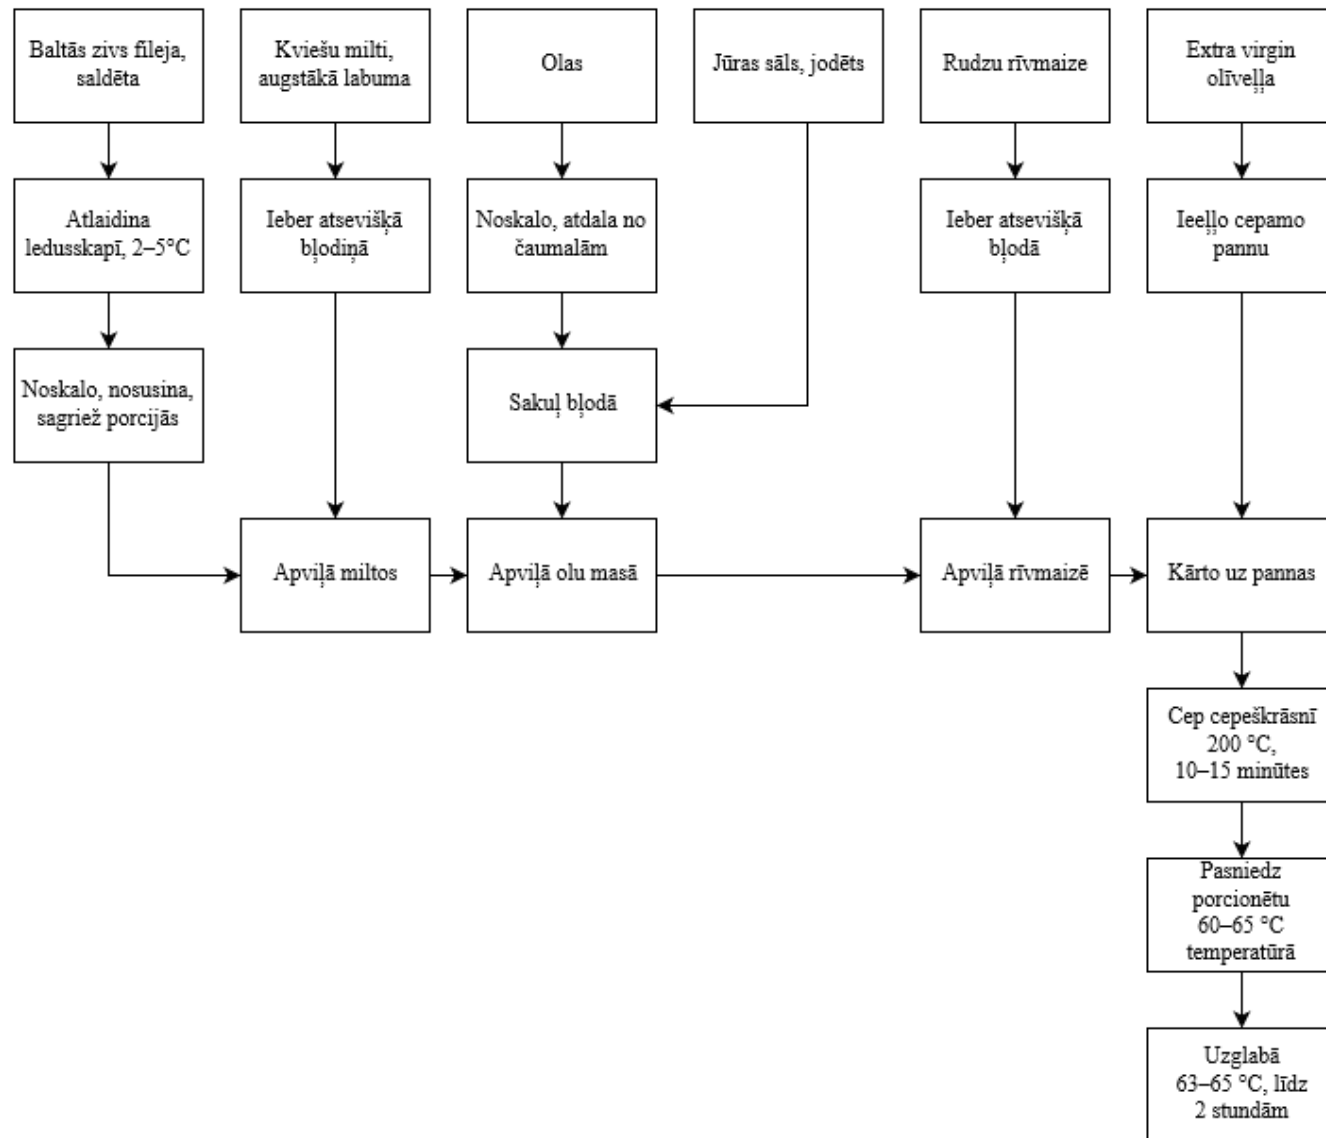 Baltās zivs fileja,
saldēta
Kviešu milti,
augstākā labuma
Olas
Jūras sāls, jodēts
Rudzu rīvmaize
Extra virgin
olīveļļa
Atlaidina
ledusskapī, 2–5°C
Ieber atsevišķā
bļodiņā
Noskalo, atdala no
čaumalām
Ieber atsevišķā
bļodā
Ieeļļo cepamo
pannu
Noskalo, nosusina,
sagriež porcijās
Sakuļ bļodā
Apviļā miltos
Apviļā olu masā
Apviļā rīvmaizē
Kārto uz pannas
Cep cepeškrāsnī
200 °C,
10–15 minūtes
Pasniedz
porcionētu
60–65 °C
temperatūrā
Uzglabā
63–65 °C, līdz
2 stundām